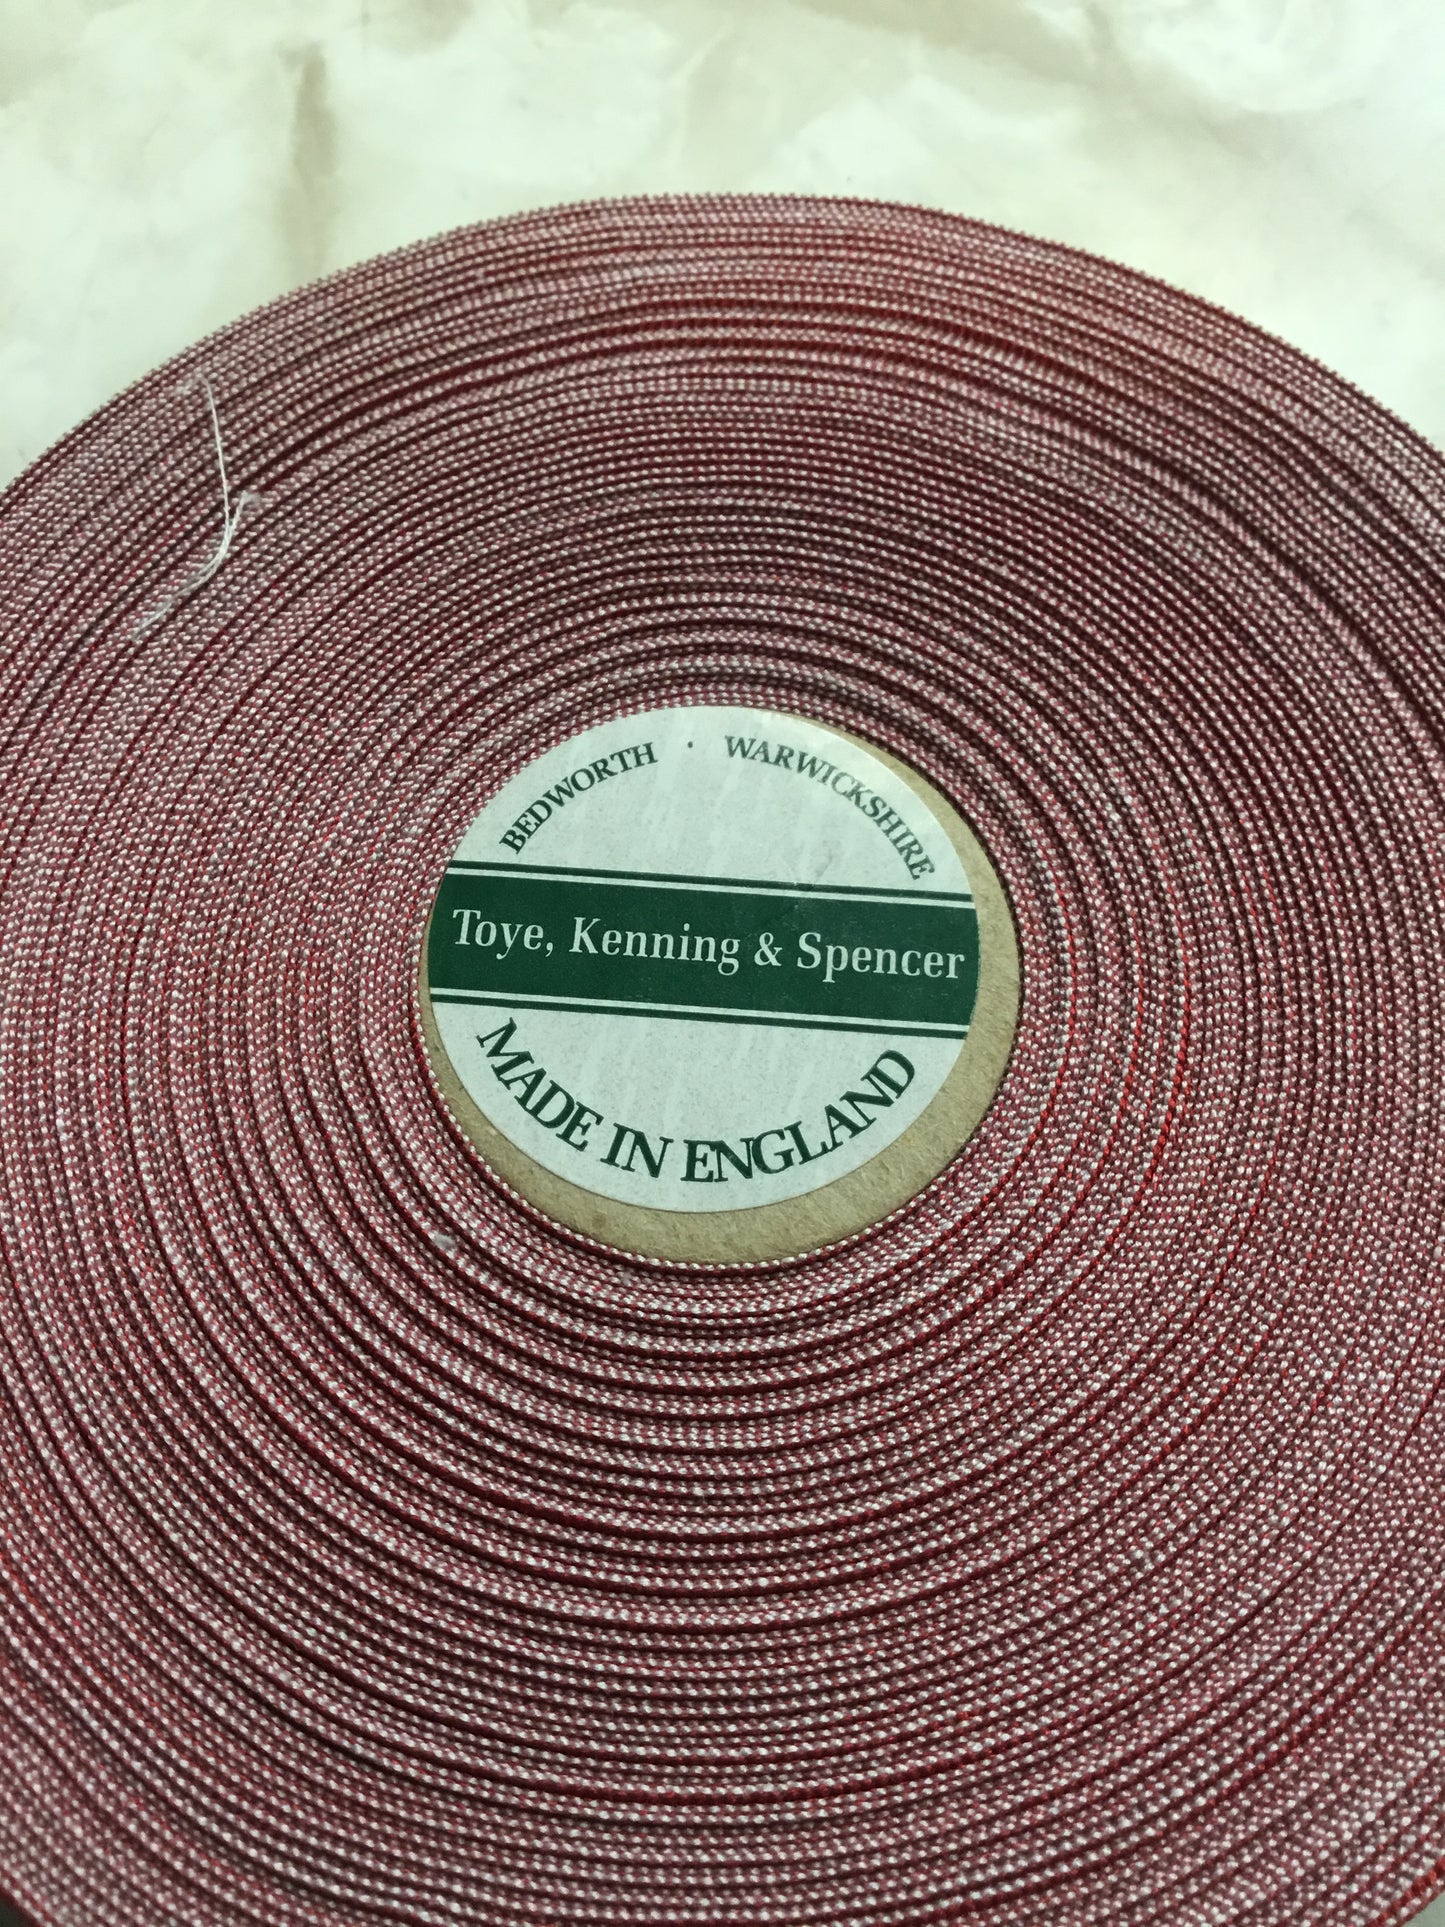 BEDWORTH · WARWICKSHIRE
Toye, Kenning & Spencer
MADE IN ENGLAND